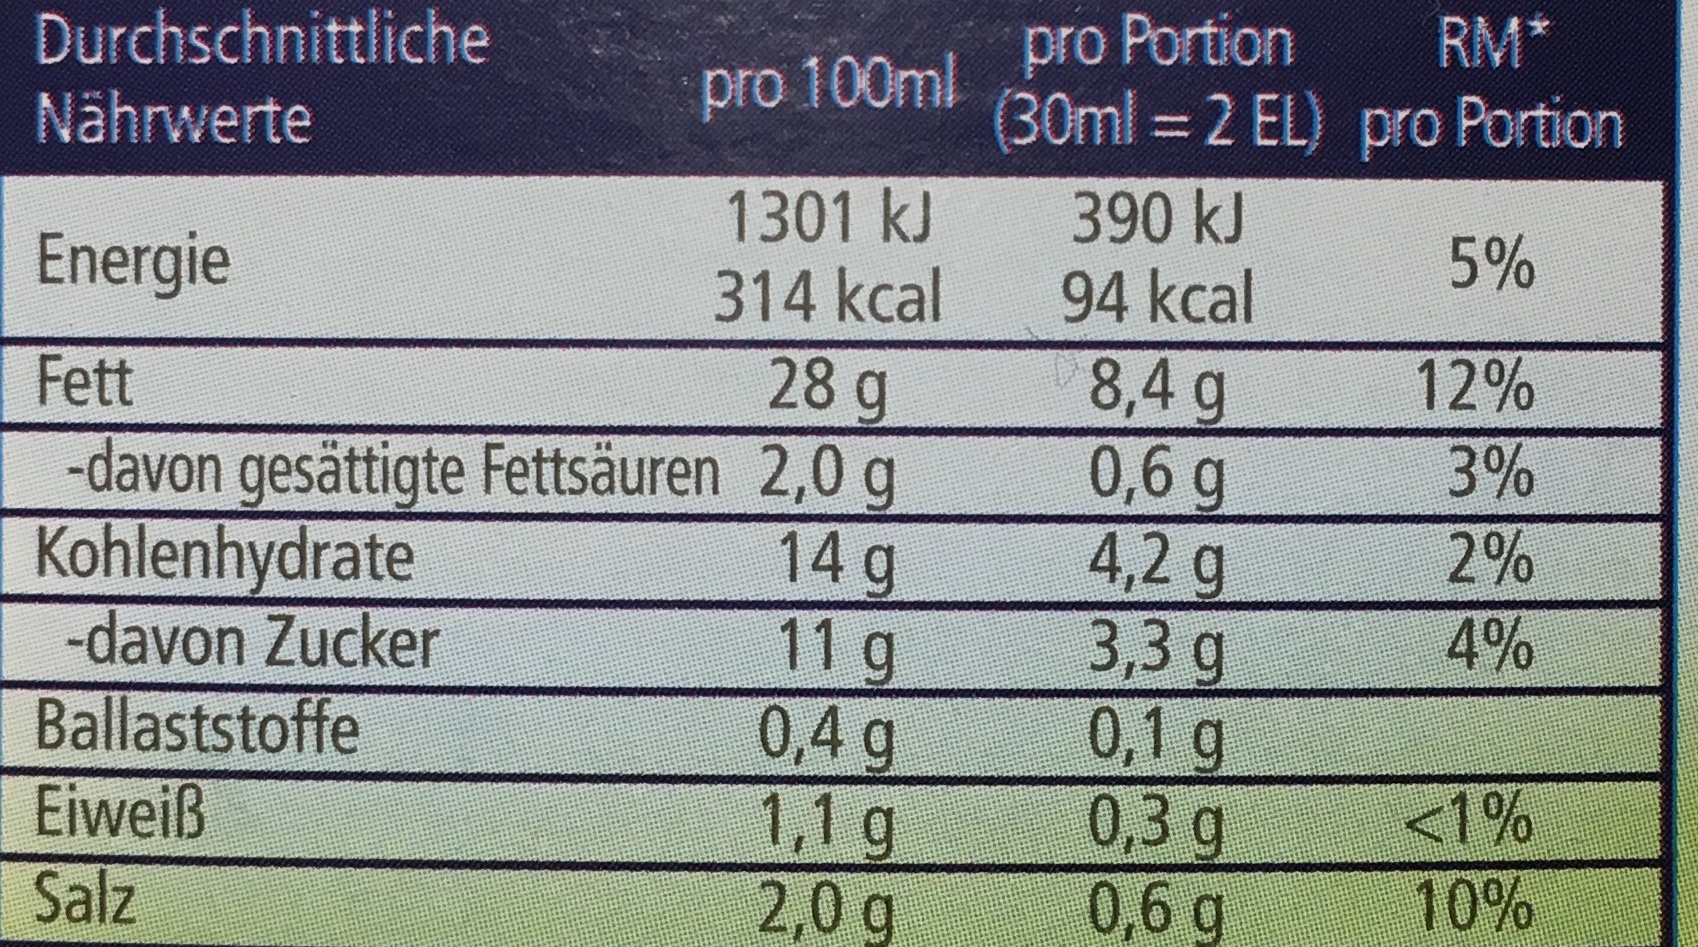 Durchschnittliche Nährwerte pro 100ml pro Portion (30ml = 2 EL) RM* pro Portion
Energie 1301 kJ 314 kcal 390 kJ 94 kcal 5%
Fett 28 g 8,4 g 12%
-davon gesättigte Fettsäuren 2,0 g 0,6 g 3%
Kohlenhydrate 14 g 4,2 g 2%
-davon Zucker 11 g 3,3 g 4%
Ballaststoffe 0,4 g 0,1 g
Eiweiß 1,1 g 0,3 g <1%
Salz 2,0 g 0,6 g 10%